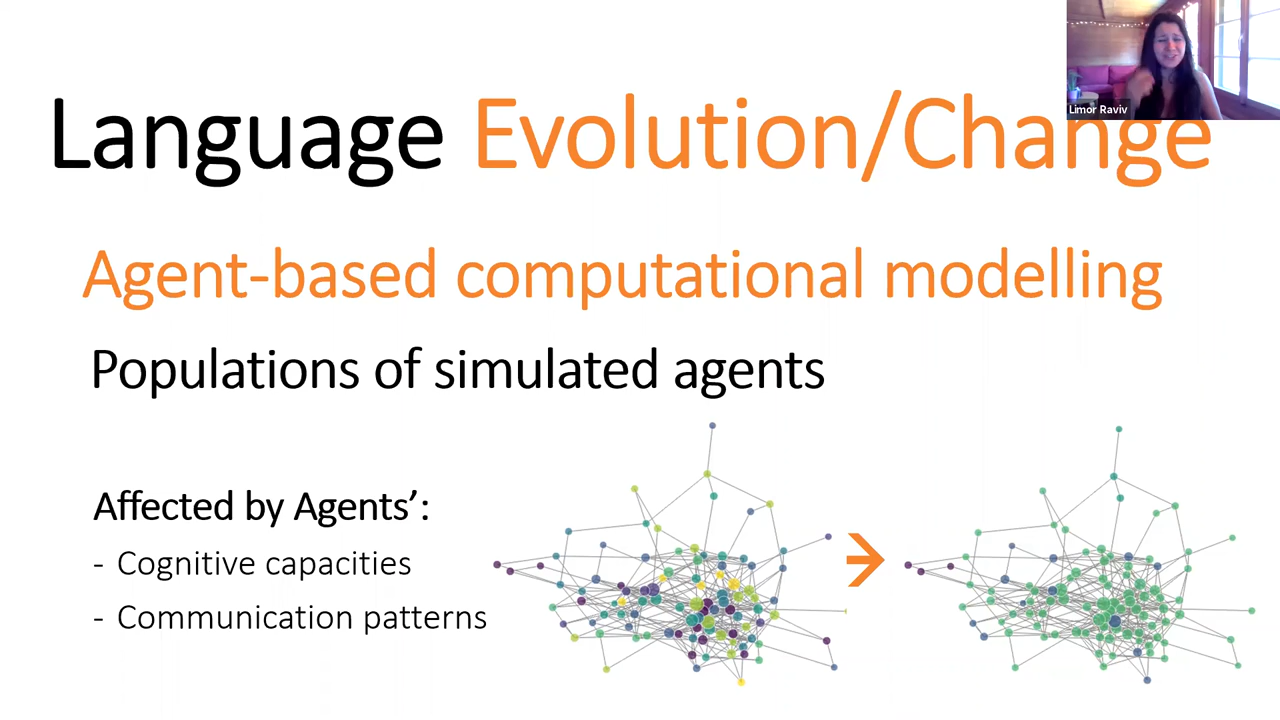 Limor Raviv
Language Evolution/Change
Agent-based computational modelling
Populations of simulated agents
Affected by Agents’:
- Cognitive capacities
- Communication patterns